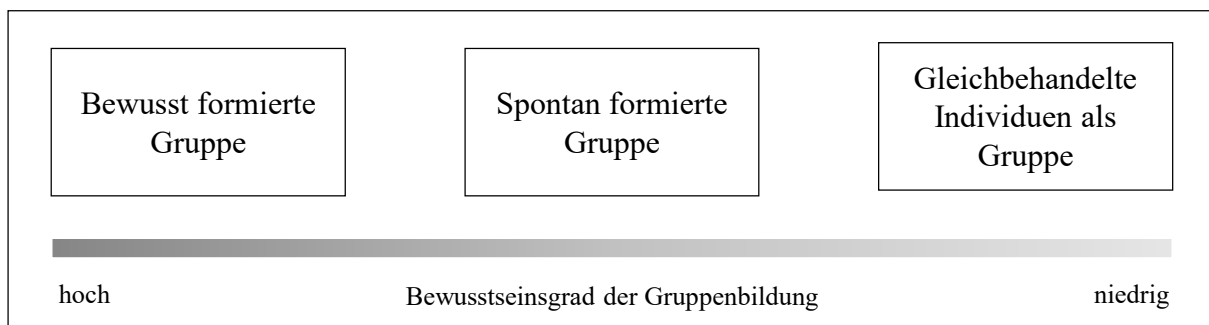 Bewusst formierte
Gruppe
Spontan formierte
Gruppe
Gleichbehandelte
Individuen als
Gruppe
hoch
Bewusstseinsgrad der Gruppenbildung
niedrig